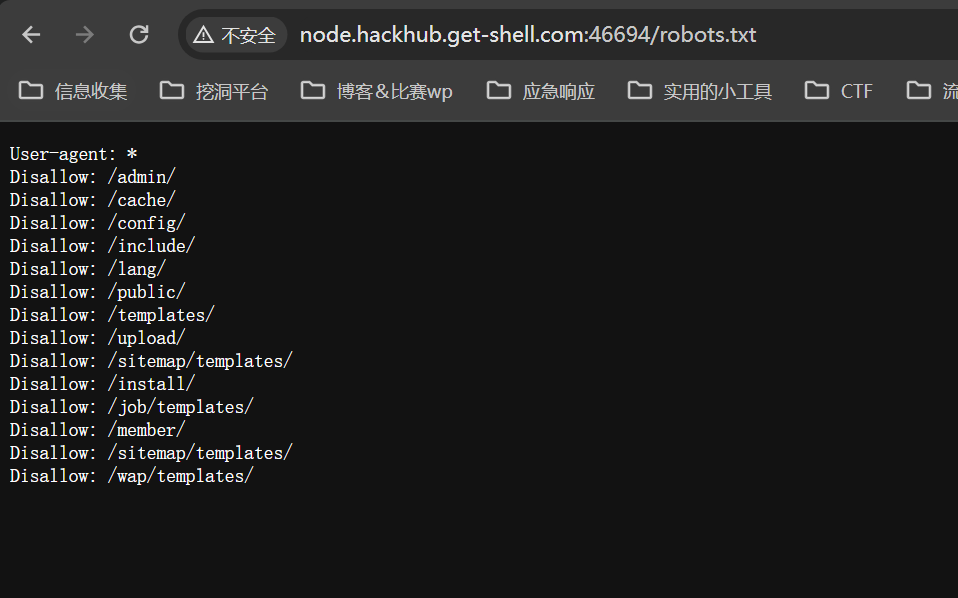 不安全 node.hackhub.get-shell.com:46694/robots.txt
信息收集 挖洞平台 博客&比赛wp 应急响应 实用的小工具 CTF 流
User-agent: *
Disallow: /admin/
Disallow: /cache/
Disallow: /config/
Disallow: /include/
Disallow: /lang/
Disallow: /public/
Disallow: /templates/
Disallow: /upload/
Disallow: /sitemap/templates/
Disallow: /install/
Disallow: /job/templates/
Disallow: /member/
Disallow: /sitemap/templates/
Disallow: /wap/templates/